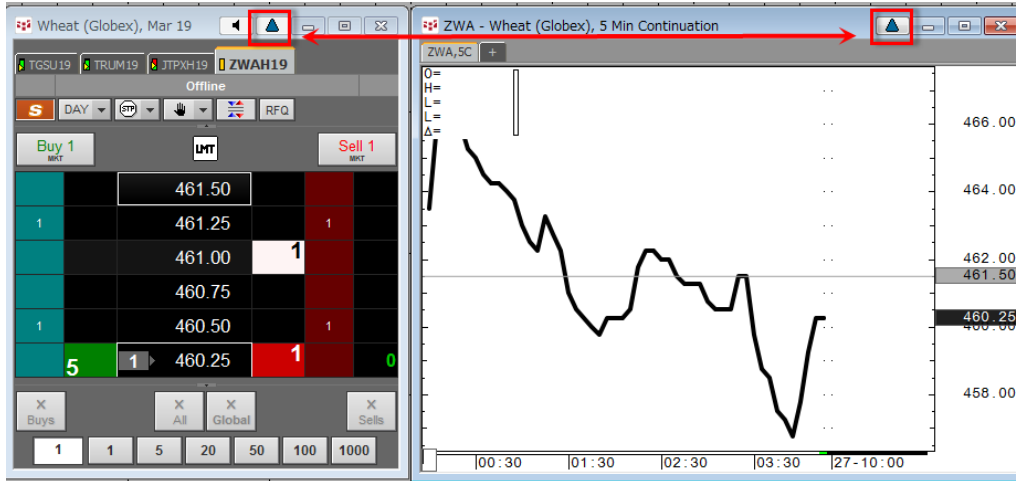 Wheat (Globex), Mar 19
TGSU19 TRUM19 JTPXH19 ZWAH19
Offline
S DAY STP RFQ
Buy 1 LMT Sell 1
MKT MKT
461.50
1 461.25 1
461.00 1
460.75
1 460.50 1
5 1 460.25 1 0
X X X X
Buys All Global Sells
1 1 5 20 50 100 1000
ZWA - Wheat (Globex), 5 Min Continuation
ZWA,5C +
O=
H=
L=
L=
Δ=
466.00
464.00
462.00
461.50
460.25
460.00
458.00
00:30 01:30 02:30 03:30 27-10:00